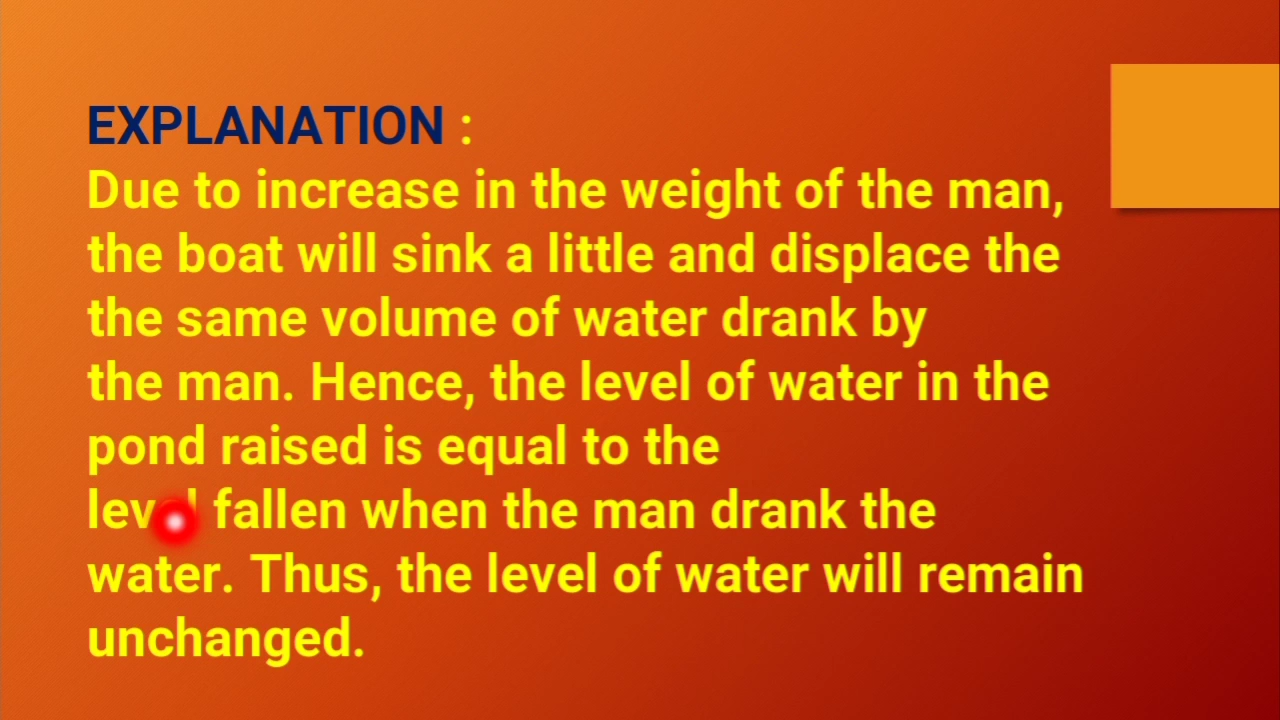 EXPLANATION :
Due to increase in the weight of the man,
the boat will sink a little and displace the
the same volume of water drank by
the man. Hence, the level of water in the
pond raised is equal to the
level fallen when the man drank the
water. Thus, the level of water will remain
unchanged.